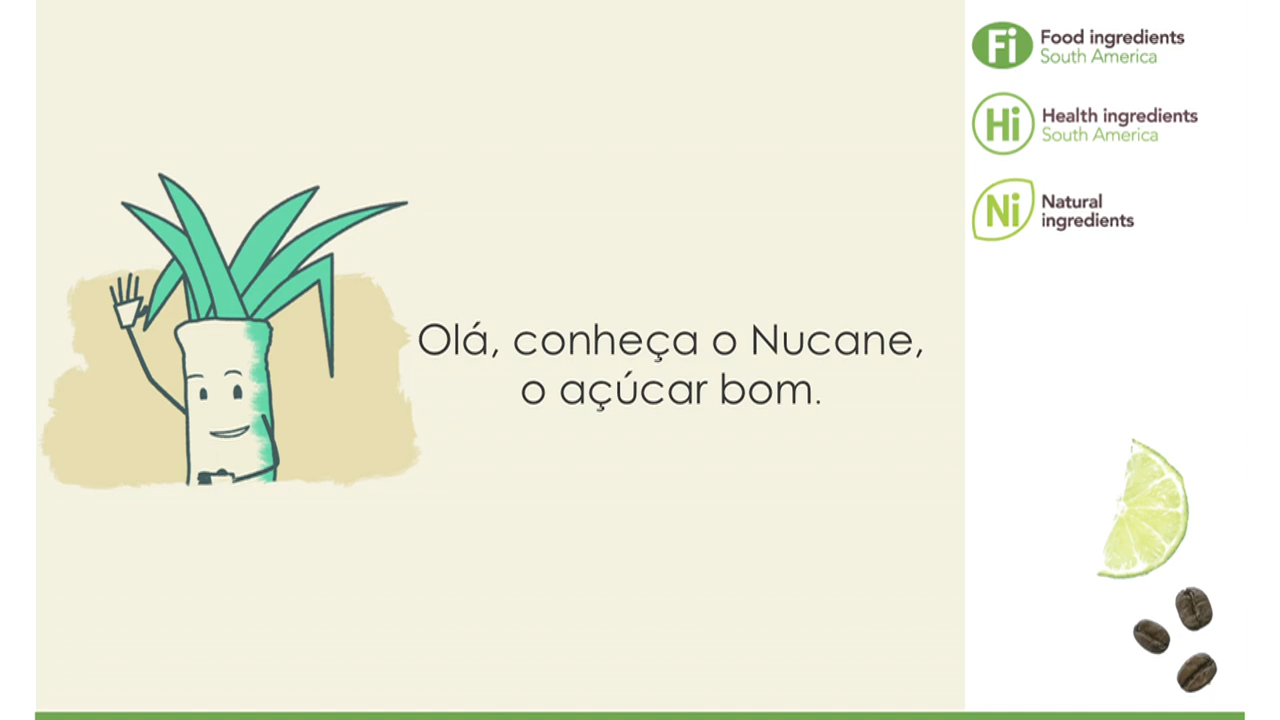 Olá, conheça o Nucane,
o açúcar bom.
Fi
Food ingredients
South America
Hi
Health ingredients
South America
Ni
Natural
ingredients